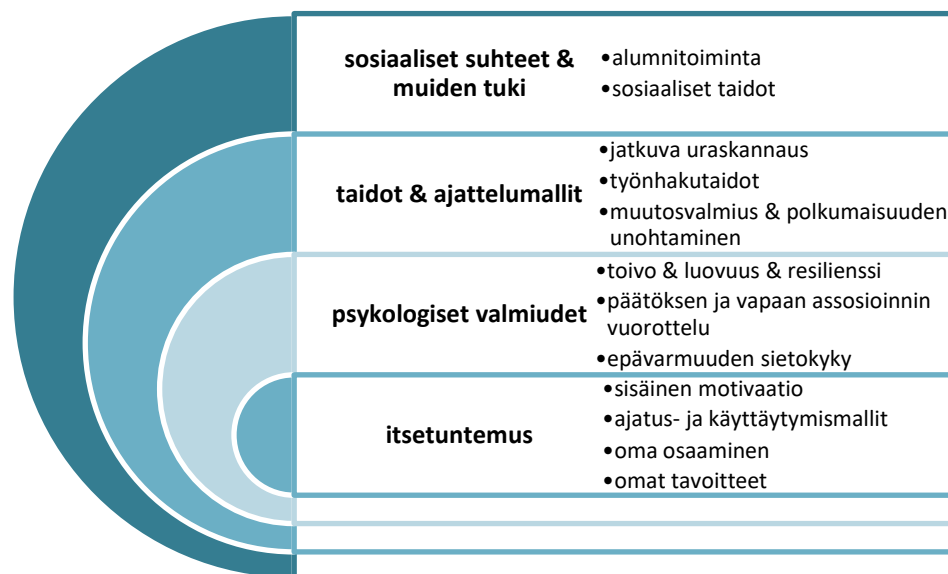 sosiaaliset suhteet &
muiden tuki
•alumnitoiminta
•sosiaaliset taidot
taidot & ajattelumallit
•jatkuva uraskannaus
•työnhakutaidot
•muutosvalmius & polkumaisuuden
unohtaminen
psykologiset valmiudet
•toivo & luovuus & resilienssi
•päätöksen ja vapaan assosioinnin
vuorottelu
•epävarmuuden sietokyky
itsetuntemus
•sisäinen motivaatio
•ajatus- ja käyttäytymismallit
•oma osaaminen
•omat tavoitteet